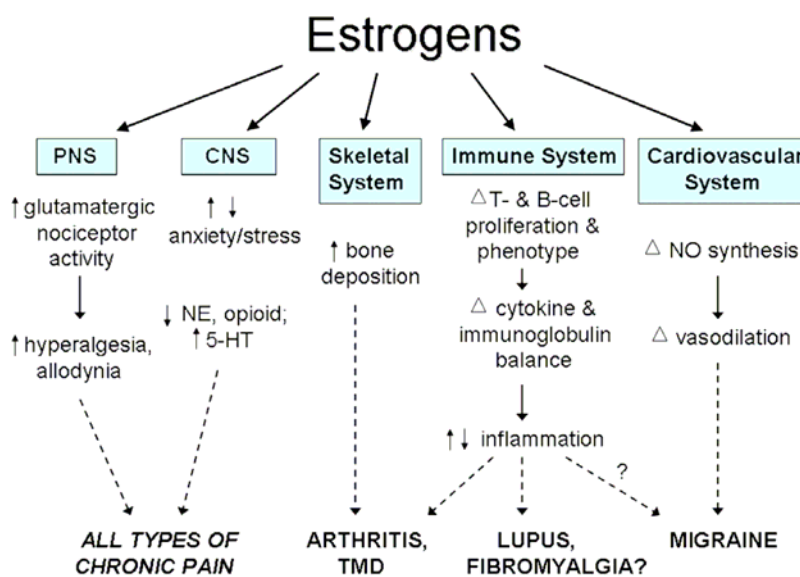 Estrogens
PNS
CNS
Skeletal
System
Immune System
Cardiovascular
System
↑ glutamatergic
nociceptor
activity
↑ ↓
anxiety/stress
↑ bone
deposition
△ T- & B-cell
proliferation &
phenotype
△ NO synthesis
↑ hyperalgesia,
allodynia
↓ NE, opioid;
↑ 5-HT
△ cytokine &
immunoglobulin
balance
△ vasodilation
↑↓ inflammation
?
ALL TYPES OF
CHRONIC PAIN
ARTHRITIS,
TMD
LUPUS,
FIBROMYALGIA?
MIGRAINE